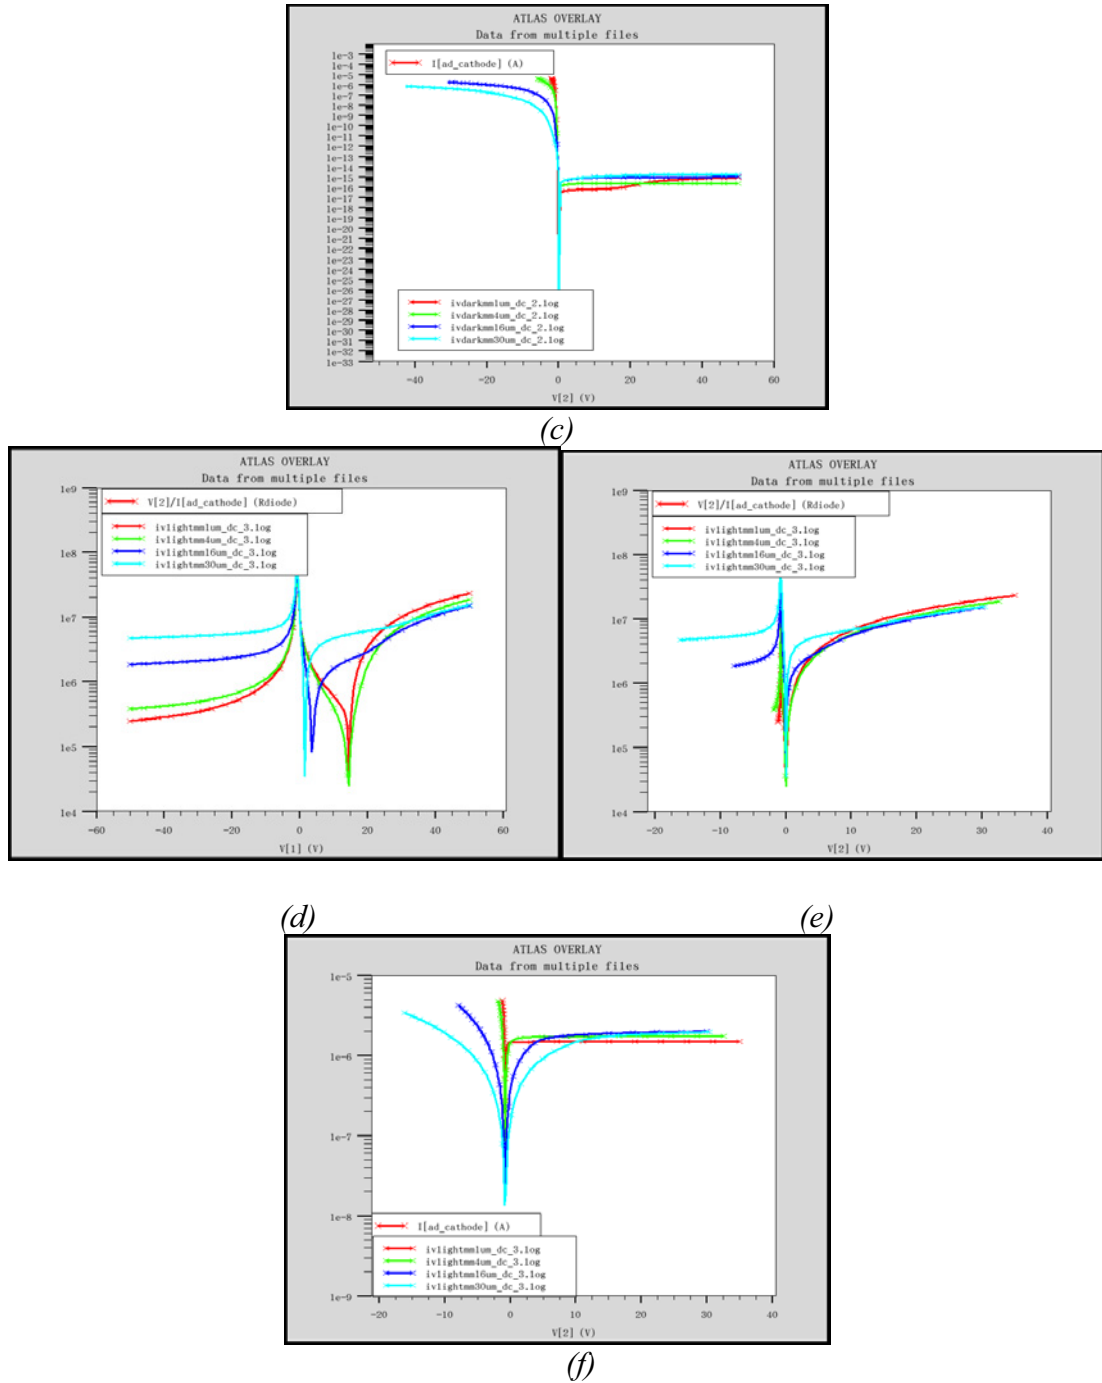 ATLAS OVERLAY
Data from multiple files
I[ad_cathode] (A)
1e-3
1e-4
1e-5
1e-6
1e-7
1e-8
1e-9
1e-10
1e-11
1e-12
1e-13
1e-14
1e-15
1e-16
1e-17
1e-18
1e-19
1e-20
1e-21
1e-22
1e-23
1e-24
1e-25
1e-26
1e-27
1e-28
1e-29
1e-30
1e-31
1e-32
1e-33
ivdarkmm1um_dc_2.log
ivdarkmm4um_dc_2.log
ivdarkmm16um_dc_2.log
ivdarkmm30um_dc_2.log
-40 -20 0 20 40 60
V[2] (V)
(c)
ATLAS OVERLAY
Data from multiple files
V[2]/I[ad_cathode] (Rdiode)
ivlightmm1um_dc_3.log
ivlightmm4um_dc_3.log
ivlightmm16um_dc_3.log
ivlightmm30um_dc_3.log
1e9
1e8
1e7
1e6
1e5
1e4
-60 -40 -20 0 20 40 60
V[1] (V)
ATLAS OVERLAY
Data from multiple files
V[2]/I[ad_cathode] (Rdiode)
ivlightmm1um_dc_3.log
ivlightmm4um_dc_3.log
ivlightmm16um_dc_3.log
ivlightmm30um_dc_3.log
1e9
1e8
1e7
1e6
1e5
1e4
-20 -10 0 10 20 30 40
V[2] (V)
(d) (e)
ATLAS OVERLAY
Data from multiple files
1e-5
1e-6
1e-7
1e-8
1e-9
I[ad_cathode] (A)
ivlightmm1um_dc_3.log
ivlightmm4um_dc_3.log
ivlightmm16um_dc_3.log
ivlightmm30um_dc_3.log
-20 -10 0 10 20 30 40
V[2] (V)
(f)